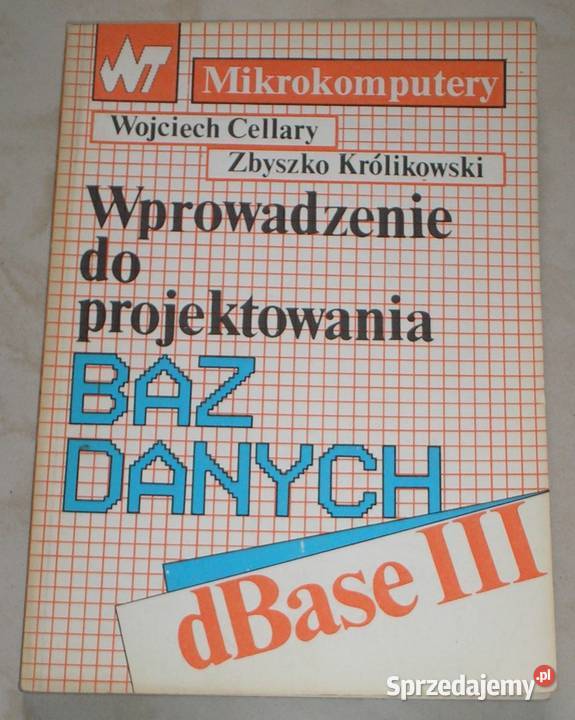 WT
Mikrokomputery
Wojciech Cellary
Zbyszko Królikowski
Wprowadzenie
do
projektowania
BAZ
DANYCH
dBase III
Sprzedajemy.pl